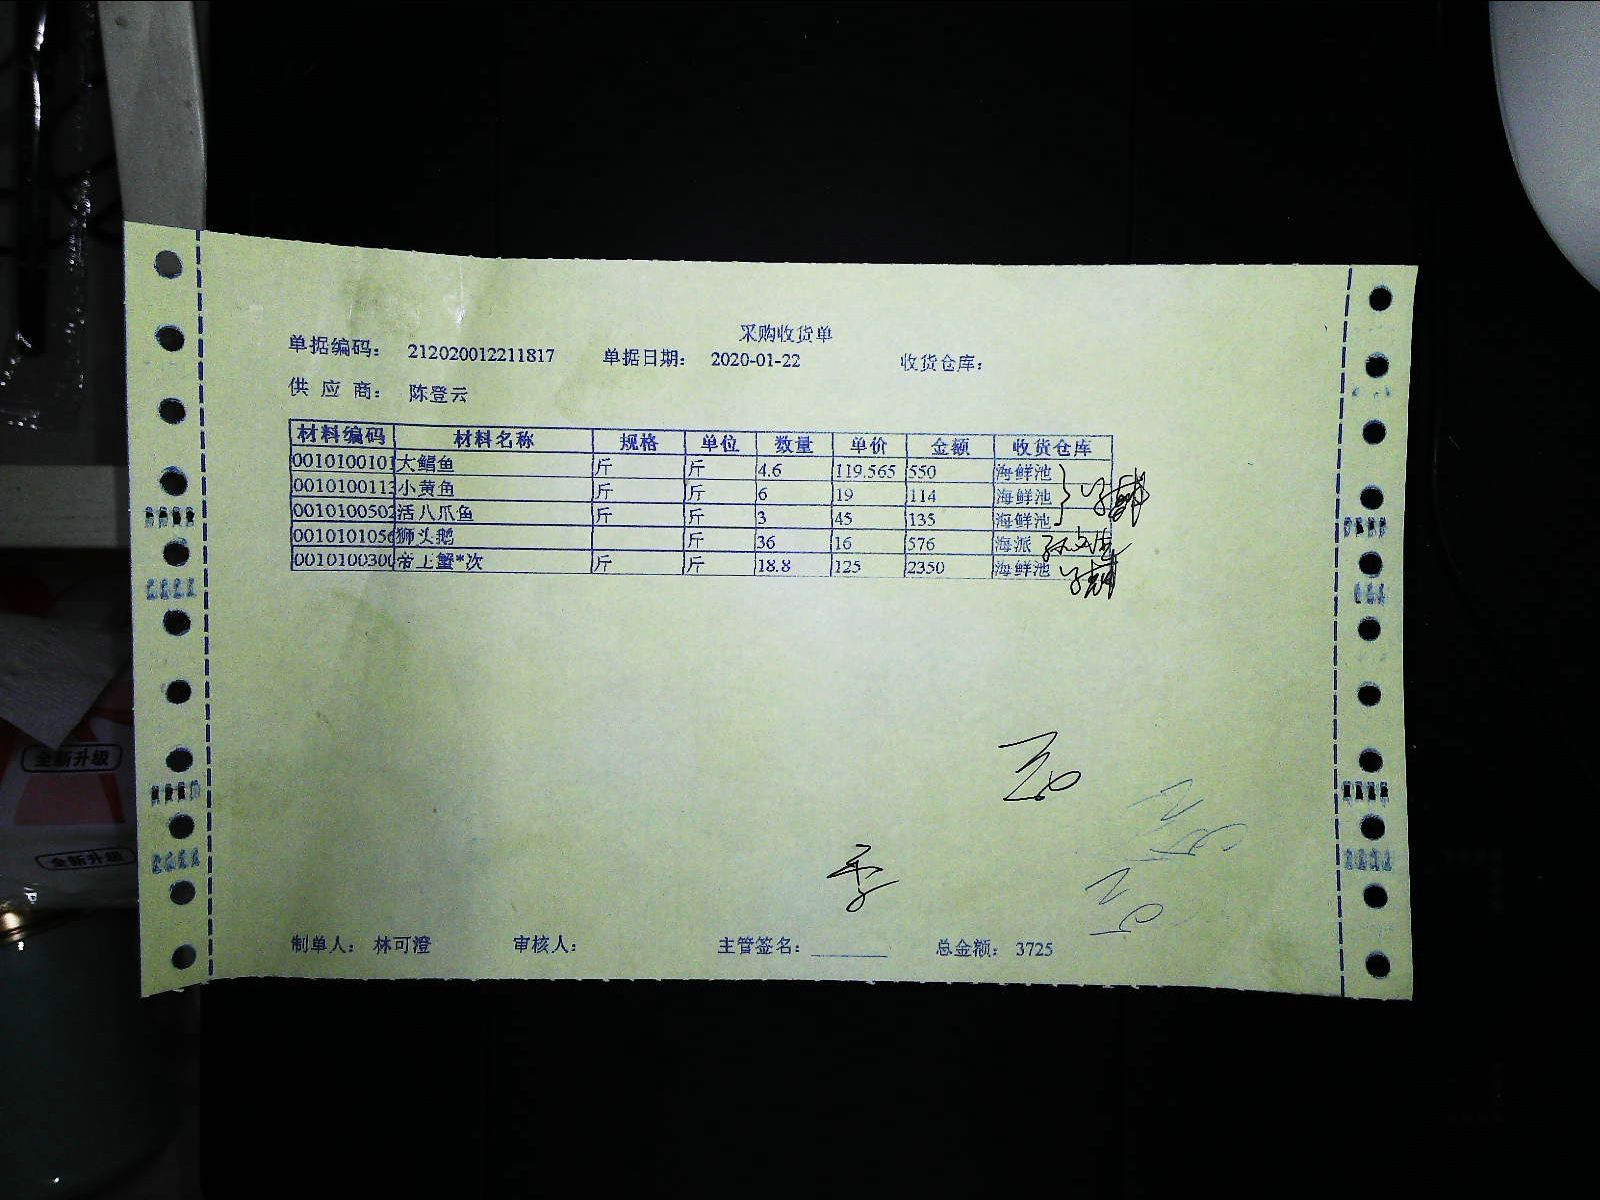 采购收货单
单据编码： 212020012211817 单据日期： 2020-01-22 收货仓库：
供 应 商： 陈登云
材料编码 材料名称 规格 单位 数量 单价 金额 收货仓库
0010100101 大鲳鱼 斤 斤 4.6 119.565 550 海鲜池
001010011 小黄鱼 斤 斤 6 19 114 海鲜池
0010100502 活八爪鱼 斤 斤 3 45 135 海鲜池
001010105 狮头鹅 斤 36 16 576 海派
001010030 帝王蟹*次 斤 斤 18.8 125 2350 海鲜池
制单人： 林可澄 审核人： 主管签名： 总金额： 3725
全新升級
全新升級